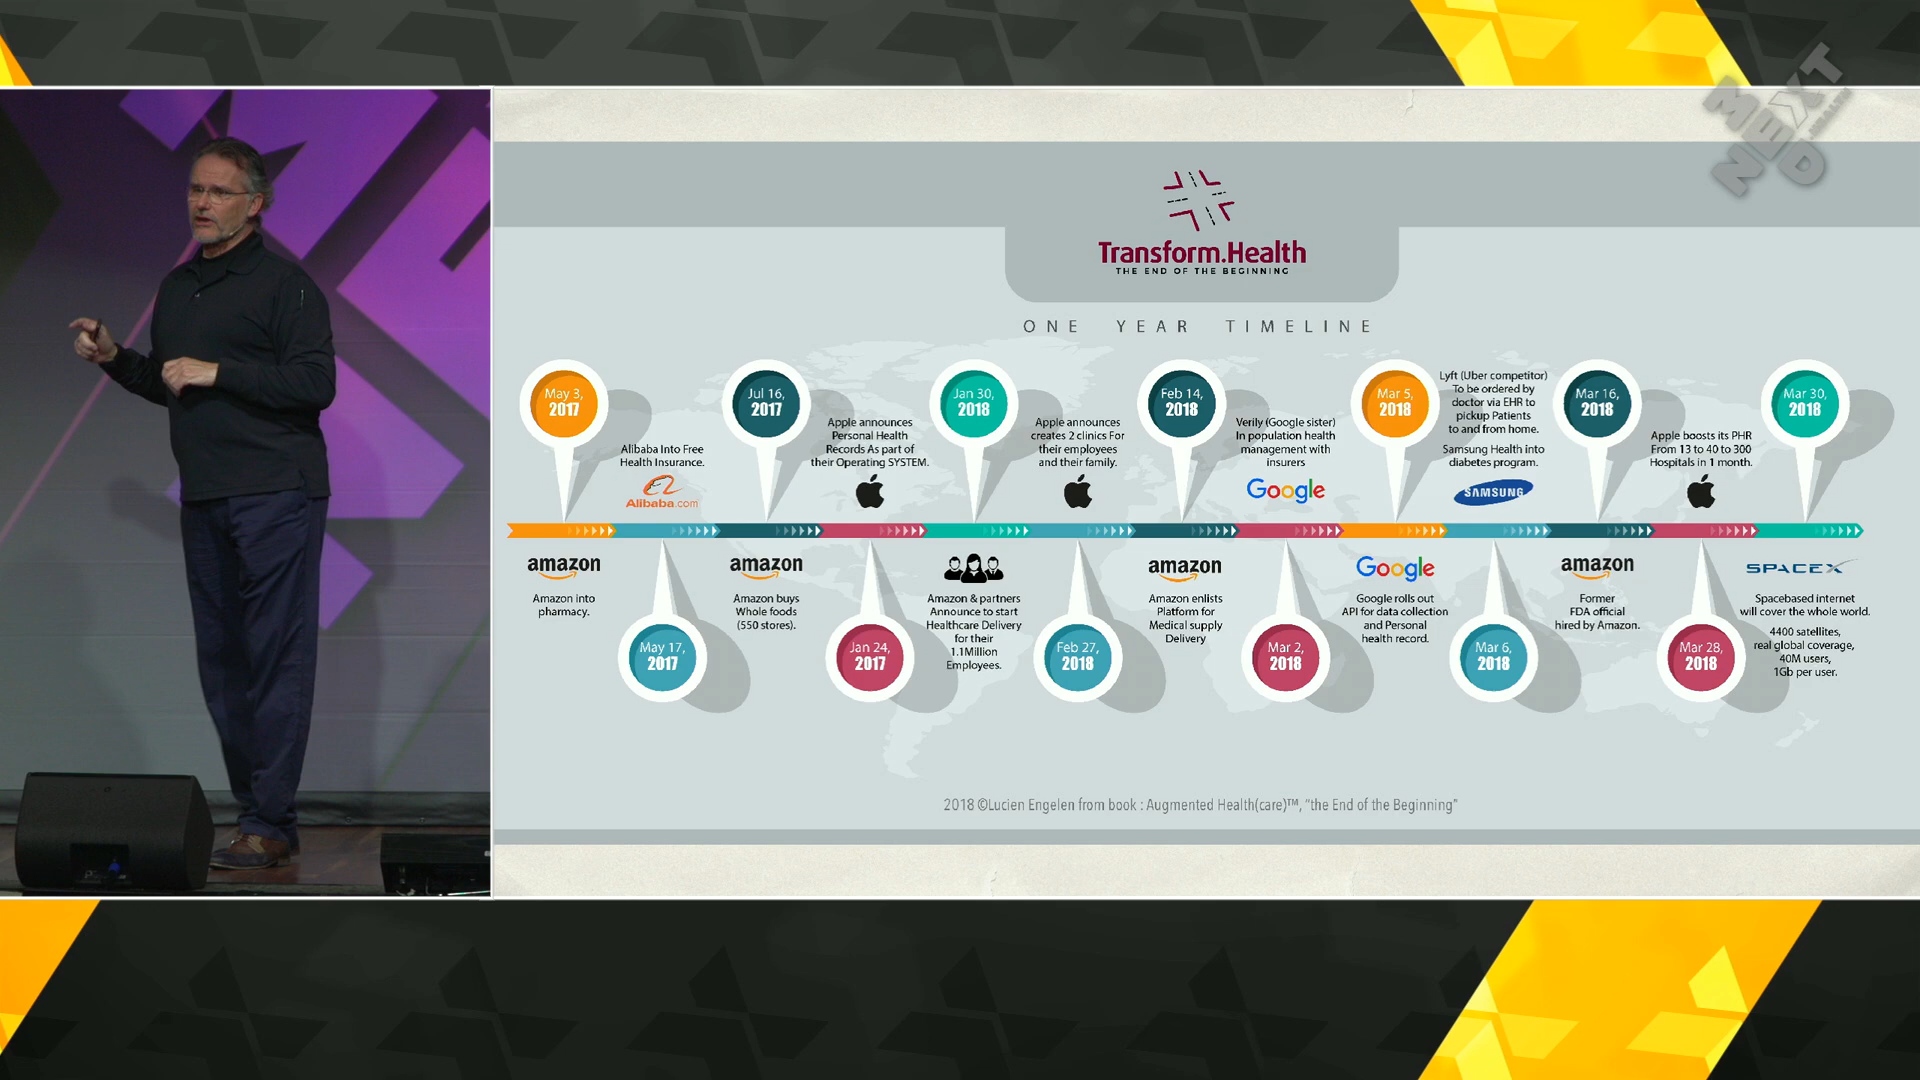 NEXT
MED
.HEALTH
Transform.Health
THE END OF THE BEGINNING
ONE YEAR TIMELINE
May 3,
2017
amazon
Amazon into
pharmacy.
Alibaba Into Free
Health Insurance.
Alibaba.com
May 17,
2017
Jul 16,
2017
amazon
Amazon buys
Whole foods
(550 stores).
Apple announces
Personal Health
Records As part of
their Operating SYSTEM.
Jan 24,
2017
Jan 30,
2018
Amazon & partners
Announce to start
Healthcare Delivery
for their
1.1Million
Employees.
Apple announces
creates 2 clinics For
their employees
and their family.
Feb 27,
2018
Feb 14,
2018
amazon
Amazon enlists
Platform for
Medical supply
Delivery
Verily (Google sister)
In population health
management with
insurers
Google
Mar 2,
2018
Mar 5,
2018
Google
Google rolls out
API for data collection
and Personal
health record.
Lyft (Uber competitor)
To be ordered by
doctor via EHR to
pickup Patients
to and from home.
Samsung Health into
diabetes program.
SAMSUNG
Mar 6,
2018
Mar 16,
2018
amazon
Former
FDA official
hired by Amazon.
Apple boosts its PHR
From 13 to 40 to 300
Hospitals in 1 month.
Mar 28,
2018
Mar 30,
2018
SPACEX
Spacebased internet
will cover the whole world.
4400 satellites,
real global coverage,
40M users,
1Gb per user.
2018 ©Lucien Engelen from book : Augmented Health(care)™, "the End of the Beginning"